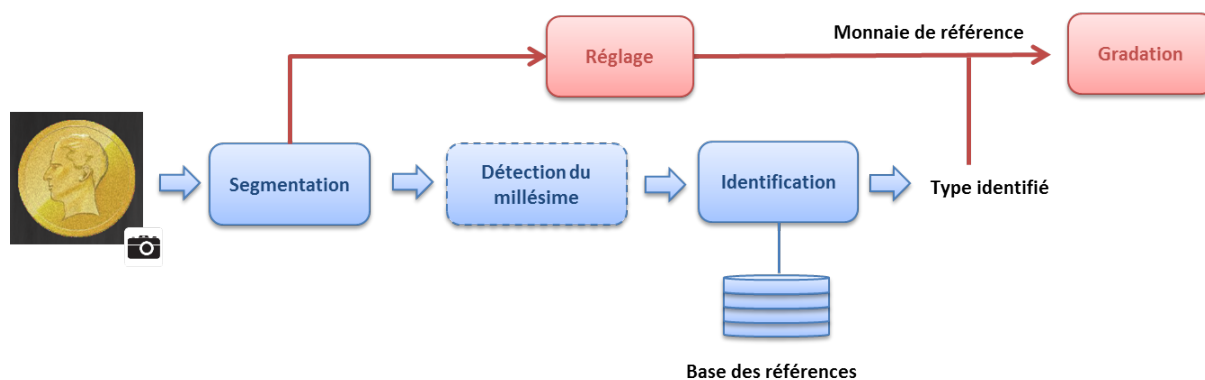 Monnaie de référence
Réglage
Gradation
Segmentation
Détection du
millésime
Identification
Type identifié
Base des références